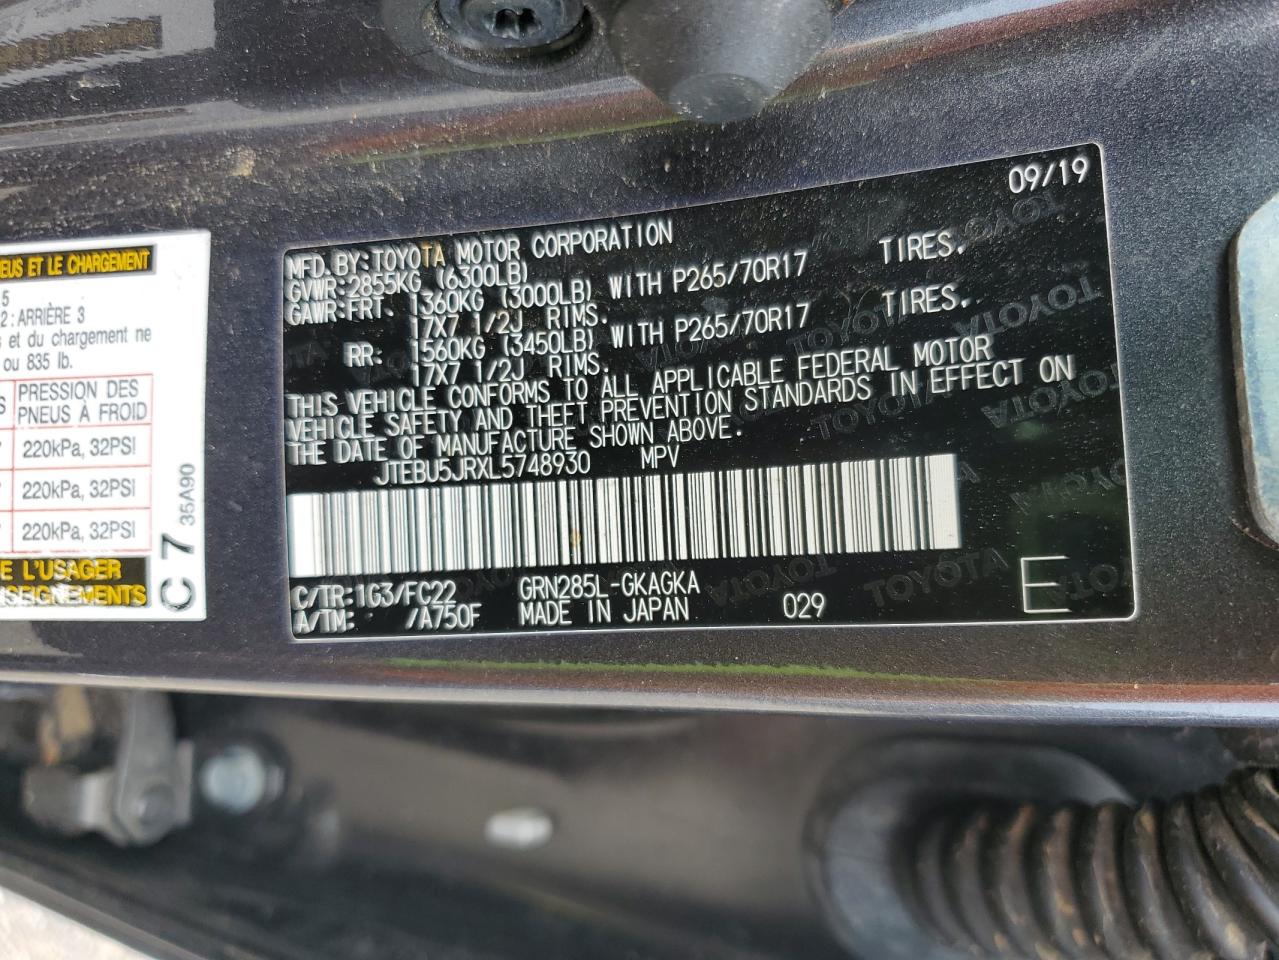 NEUS ET LE CHARGEMENT
5
2 : ARRIÈRE 3
s et du chargement ne
ou 835 lb.
PRESSION DES
PNEUS À FROID
220kPa, 32PSI
220kPa, 32PSI
220kPa, 32PSI
E L'USAGER
NSEIGNEMENTS
C 7 35A90
09/19
MFD.BY:TOYOTA MOTOR CORPORATION
GVWR:2855KG (6300LB)
GAWR:FRT. 1360KG (3000LB) WITH P265/70R17 TIRES.
17X7 1/2J RIMS.
RR: 1560KG (3450LB) WITH P265/70R17 TIRES.
17X7 1/2J RIMS.
THIS VEHICLE CONFORMS TO ALL APPLICABLE FEDERAL MOTOR
VEHICLE SAFETY AND THEFT PREVENTION STANDARDS IN EFFECT ON
THE DATE OF MANUFACTURE SHOWN ABOVE.
JTEBU5JRXL5748930 MPV
C/TR:1G3/FC22 GRN285L-GKAGKA
A/TM: /A750F MADE IN JAPAN 029 E